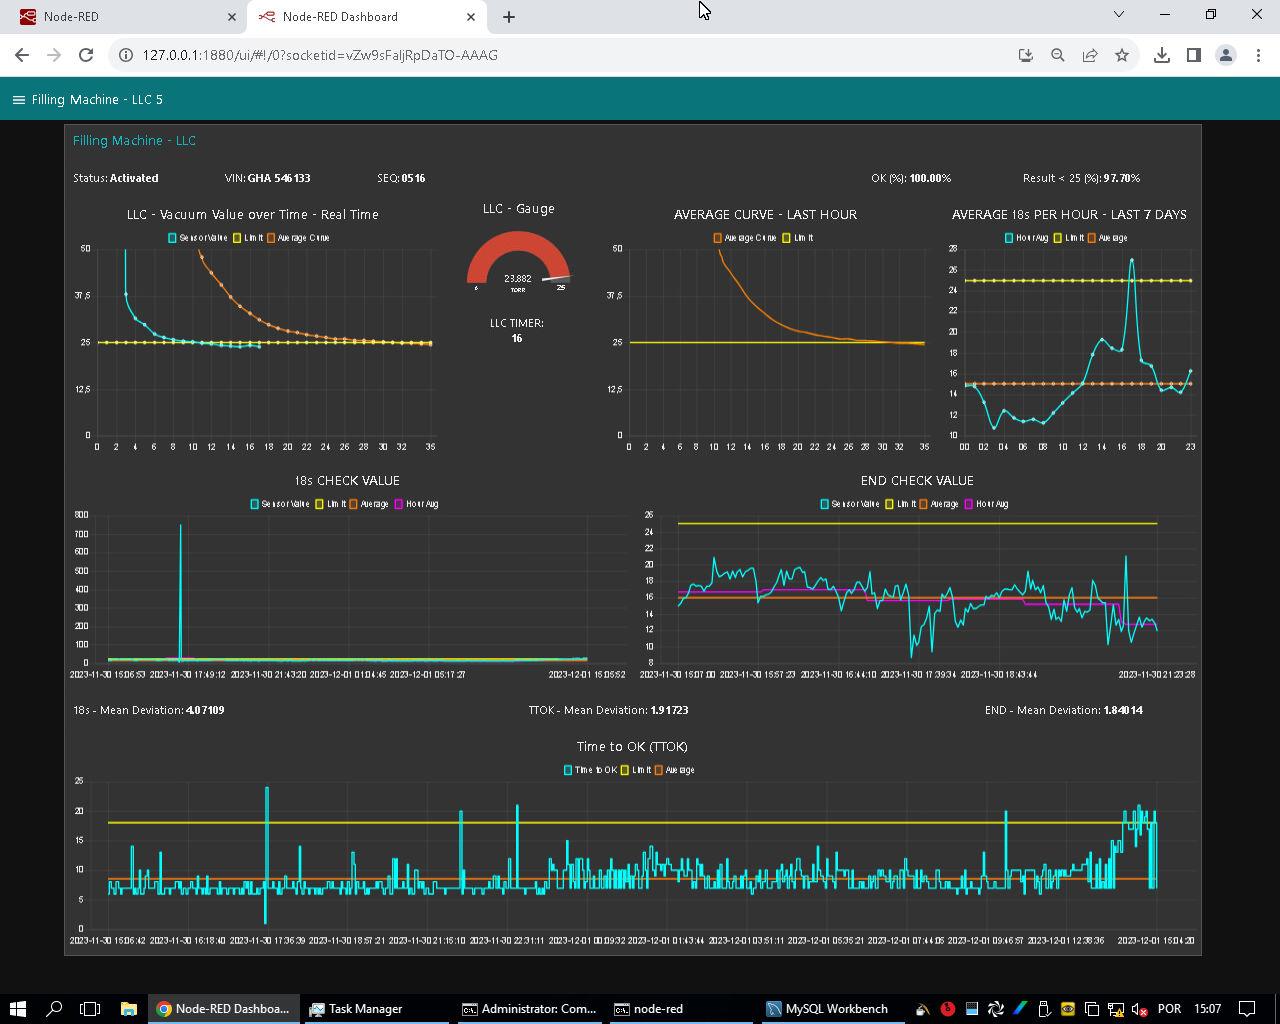 Node-RED
Node-RED Dashboard
127.0.0.1:1880/ui/#!/0?socketid=vZw9sFaljRpDaTO-AAAG
Filling Machine - LLC 5
Filling Machine - LLC
Status: Activated VIN: GHA 546133 SEQ: 0516 OK (%): 100.00% Result < 25 (%): 97.70%
LLC - Vacuum Value over Time - Real Time
Sensor Value Limit Average Curve
50
37,5
25
12,5
0
0 2 4 6 8 10 12 14 16 18 20 22 24 26 28 30 32 35
LLC - Gauge
23.882
TORR
25
LLC TIMER:
16
AVERAGE CURVE - LAST HOUR
Average Curve Limit
50
37,5
25
12,5
0
0 2 4 6 8 10 12 14 16 18 20 22 24 26 28 30 32 35
AVERAGE 18s PER HOUR - LAST 7 DAYS
Hour Avg Limit Average
28
26
24
22
20
18
16
14
12
10
00 02 04 06 08 10 12 14 16 18 20 23
18s CHECK VALUE
Sensor Value Limit Average Hour Avg
800
700
600
500
400
300
200
100
0
2023-11-30 15:06:53 2023-11-30 17:49:12 2023-11-30 21:43:20 2023-12-01 01:04:45 2023-12-01 05:17:27 2023-12-01 15:05:52
END CHECK VALUE
Sensor Value Limit Average Hour Avg
26
24
22
20
18
16
14
12
10
8
2023-11-30 15:07:00 2023-11-30 15:57:23 2023-11-30 16:44:10 2023-11-30 17:39:34 2023-11-30 18:43:44 2023-11-30 21:23:28
18s - Mean Deviation: 4.07109 TTOK - Mean Deviation: 1.91723 END - Mean Deviation: 1.84014
Time to OK (TTOK)
Time to OK Limit Average
25
20
15
10
5
0
2023-11-30 15:06:42 2023-11-30 16:18:40 2023-11-30 17:36:39 2023-11-30 18:57:21 2023-11-30 21:15:10 2023-11-30 22:31:11 2023-12-01 00:09:32 2023-12-01 01:43:44 2023-12-01 03:51:11 2023-12-01 05:35:21 2023-12-01 07:44:05 2023-12-01 09:46:57 2023-12-01 12:38:36 2023-12-01 15:04:20
Node-RED Dashboa...
Task Manager
Administrator: Com...
node-red
MySQL Workbench
POR
15:07